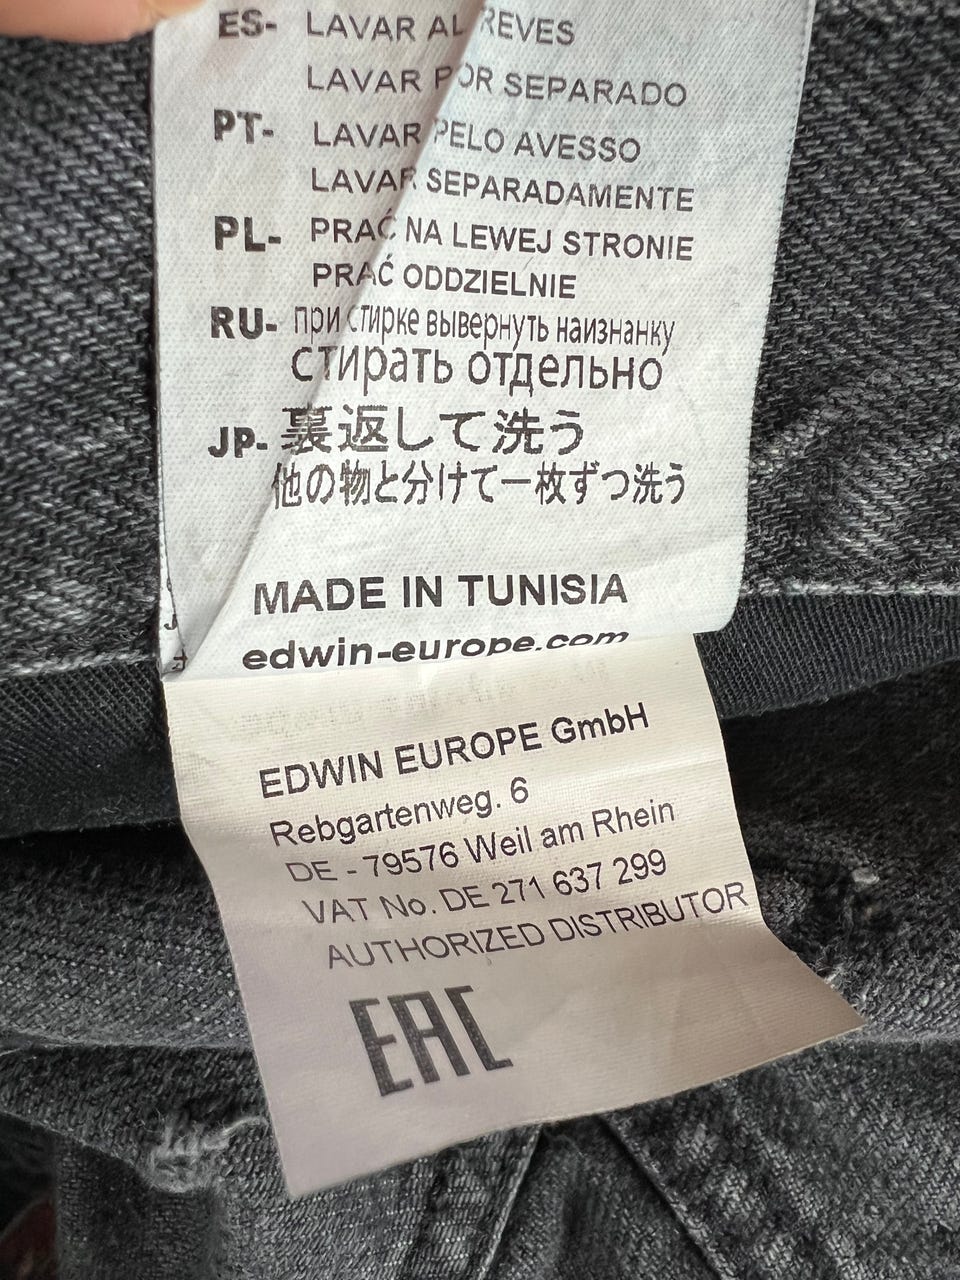 ES- LAVAR AL REVES
LAVAR POR SEPARADO
PT- LAVAR PELO AVESSO
LAVAR SEPARADAMENTE
PL- PRAĆ NA LEWEJ STRONIE
PRAĆ ODDZIELNIE
RU- при стирке вывернуть наизнанку
стирать отдельно
JP- 裏返して洗う
他の物と分けて一枚ずつ洗う
MADE IN TUNISIA
edwin-europe.com
EDWIN EUROPE GmbH
Rebgartenweg. 6
DE - 79576 Weil am Rhein
VAT No. DE 271 637 299
AUTHORIZED DISTRIBUTOR
EAC